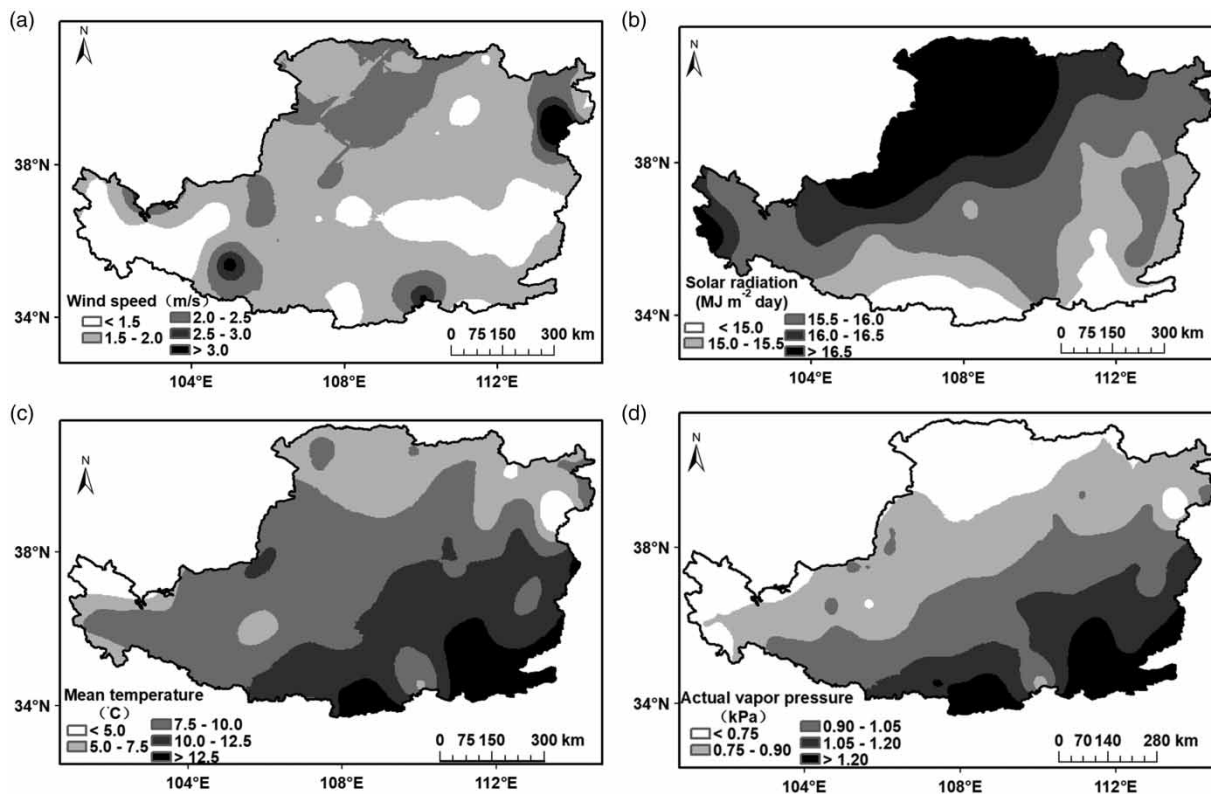 (a)
N
38°N
34°N
Wind speed (m/s)
< 1.5
1.5 - 2.0
2.0 - 2.5
2.5 - 3.0
> 3.0
0 75 150 300 km
104°E 108°E 112°E
(b)
N
38°N
34°N
Solar radiation
(MJ m⁻² day)
< 15.0
15.0 - 15.5
15.5 - 16.0
16.0 - 16.5
> 16.5
0 75 150 300 km
104°E 108°E 112°E
(c)
N
38°N
34°N
Mean temperature
(°C)
< 5.0
5.0 - 7.5
7.5 - 10.0
10.0 - 12.5
> 12.5
0 75 150 300 km
104°E 108°E 112°E
(d)
N
38°N
34°N
Actual vapor pressure
(kPa)
< 0.75
0.75 - 0.90
0.90 - 1.05
1.05 - 1.20
> 1.20
0 70 140 280 km
104°E 108°E 112°E